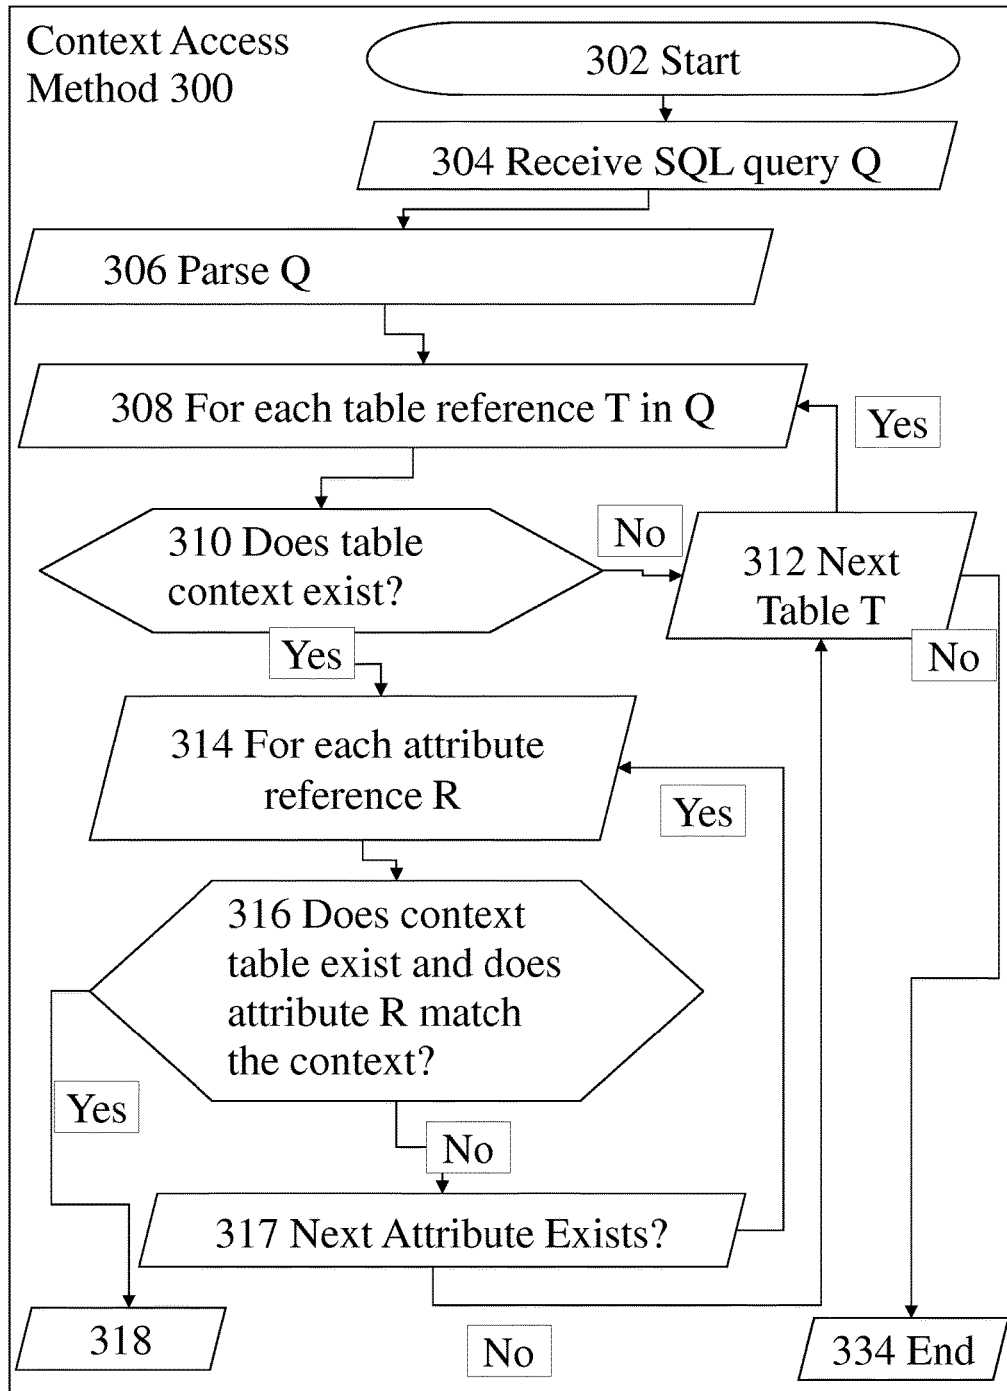 Context Access
Method 300
302 Start
304 Receive SQL query Q
306 Parse Q
308 For each table reference T in Q
Yes
310 Does table
context exist?
No
312 Next
Table T
No
Yes
314 For each attribute
reference R
Yes
316 Does context
table exist and does
attribute R match
the context?
Yes
No
317 Next Attribute Exists?
318
No
334 End